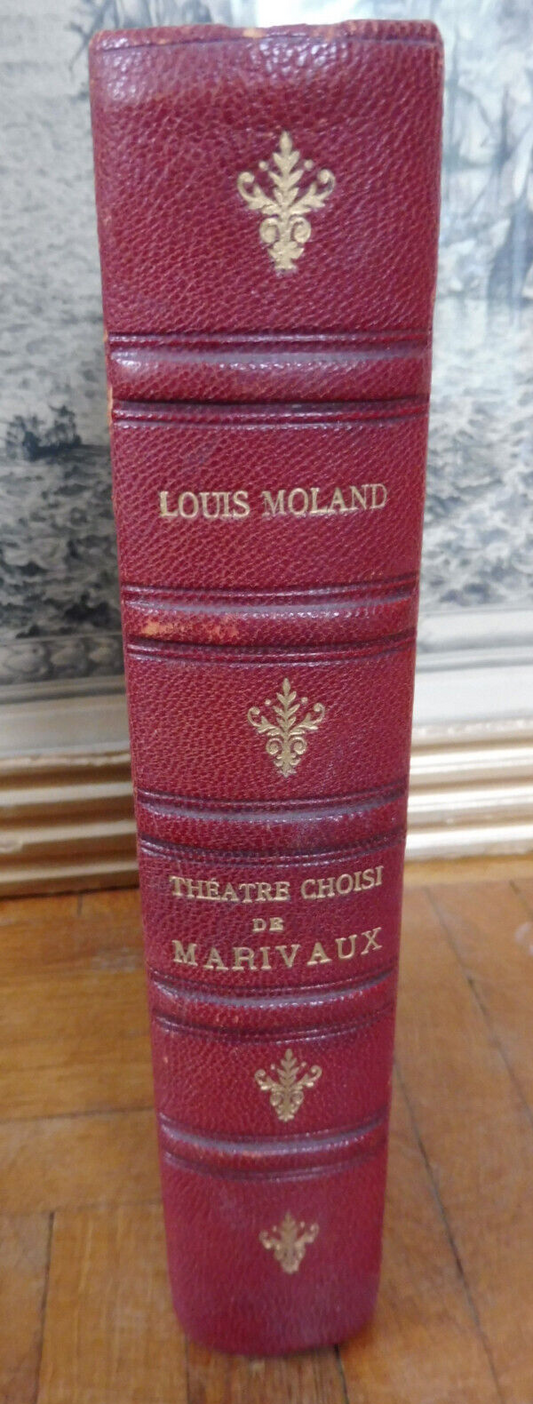 LOUIS MOLAND
THÉATRE CHOISI
DE
MARIVAUX